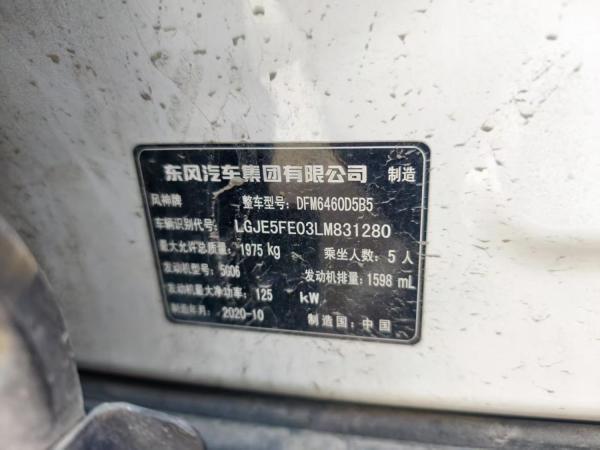 东风汽车集团有限公司 制造
风神牌 整车型号: DFM6460D5B5
车辆识别代号: LGJE5FE03LM831280
最大允许总质量: 1975 kg 乘坐人数: 5 人
发动机型号: 5G06 发动机排量: 1598 mL
发动机最大净功率: 125 kW
制造年月: 2020-10 制造国: 中国